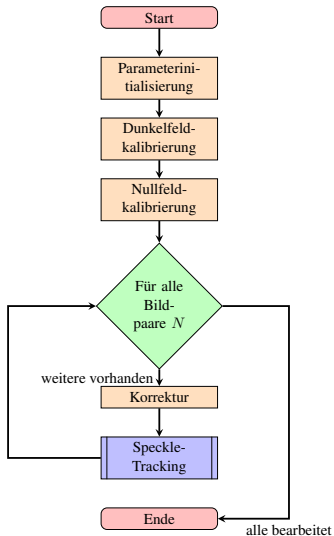 Start
Parameterini-
tialisierung
Dunkelfeld-
kalibrierung
Nullfeld-
kalibrierung
Für alle
Bild-
paare N
weitere vorhanden
Korrektur
Speckle-
Tracking
Ende
alle bearbeitet